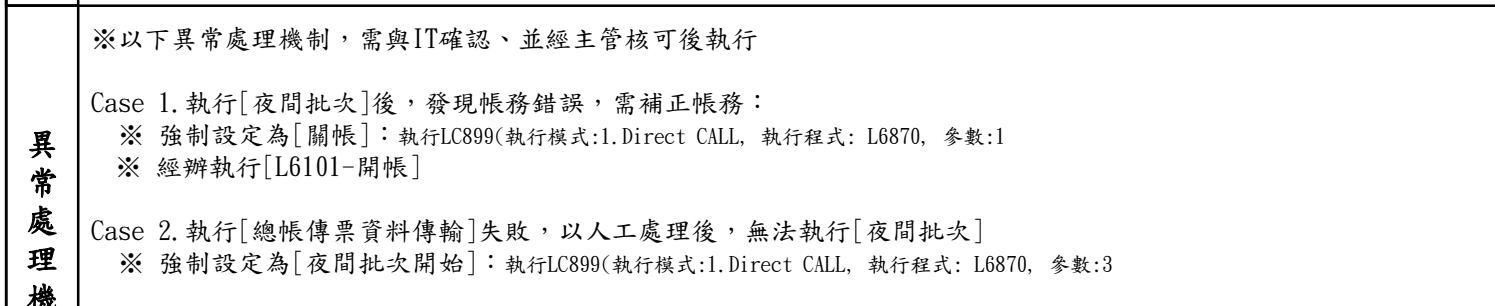 ※以下異常處理機制，需與IT確認、並經主管核可後執行
Case 1.執行[夜間批次]後，發現帳務錯誤，需補正帳務：
※ 強制設定為[關帳]：執行LC899(執行模式:1.Direct CALL, 執行程式: L6870, 參數:1
※ 經辦執行[L6101-開帳]
Case 2.執行[總帳傳票資料傳輸]失敗，以人工處理後，無法執行[夜間批次]
※ 強制設定為[夜間批次開始]：執行LC899(執行模式:1.Direct CALL, 執行程式: L6870, 參數:3
異
常
處
理
機